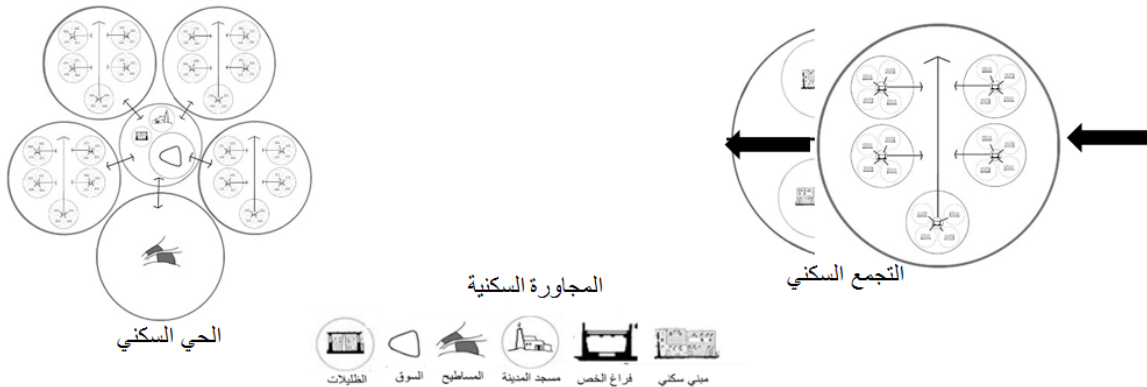 التجمع السكني
المجاورة السكنية
الحي السكني
مبني سكني
فراغ الخص
مسجد المدينة
المساطيح
السوق
الظليلات